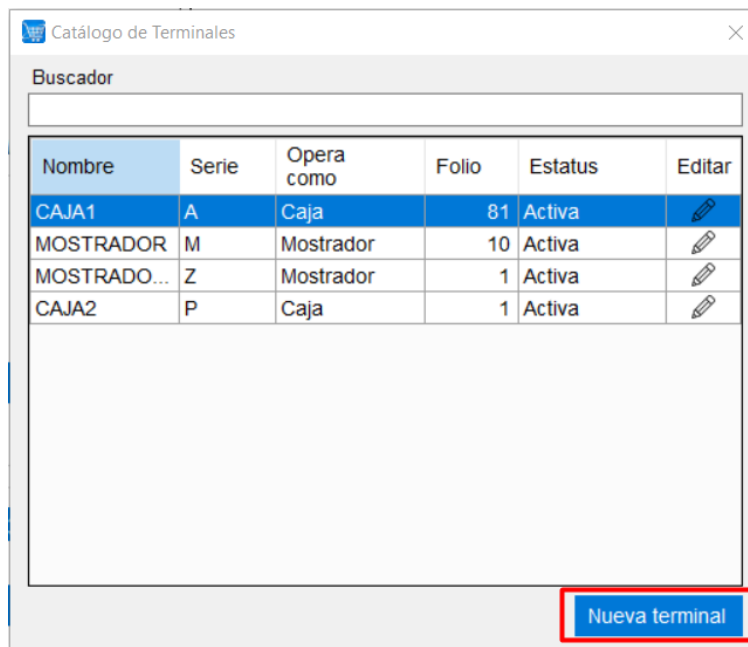 Catálogo de Terminales
Buscador
Nombre Serie Opera como Folio Estatus Editar
CAJA1 A Caja 81 Activa
MOSTRADOR M Mostrador 10 Activa
MOSTRADO... Z Mostrador 1 Activa
CAJA2 P Caja 1 Activa
Nueva terminal